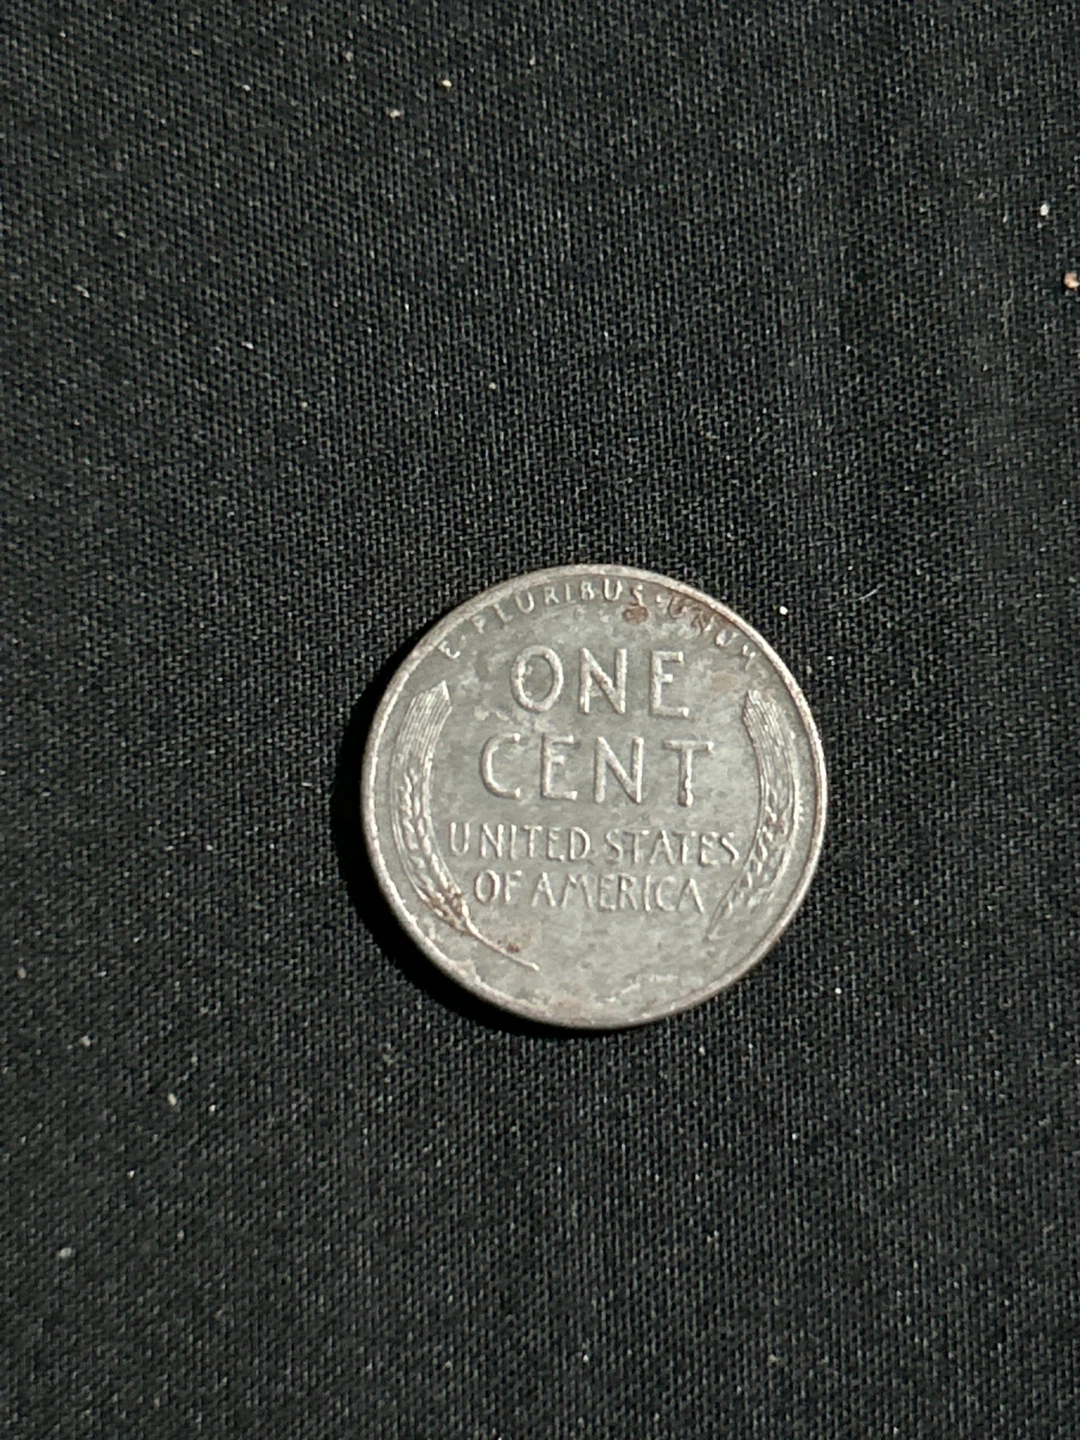 E·PLURIBUS·UNUM
ONE
CENT
UNITED STATES
OF AMERICA